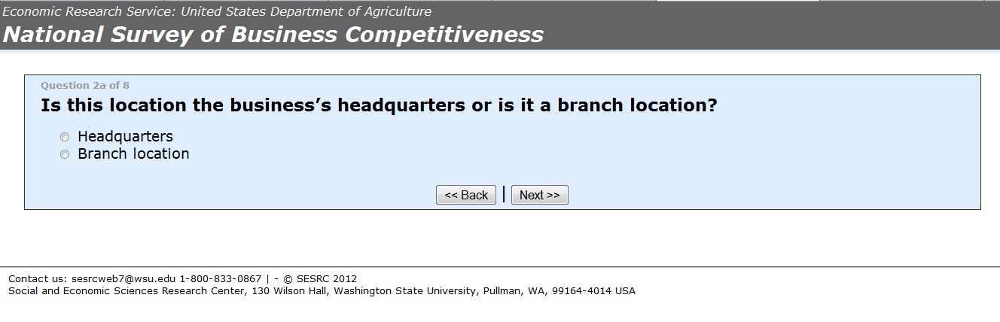 Economic Research Service: United States Department of Agriculture
National Survey of Business Competitiveness
Question 2a of 8
Is this location the business’s headquarters or is it a branch location?
Headquarters
Branch location
<< Back | Next >>
Contact us: sesrcweb7@wsu.edu 1-800-833-0867 | - © SESRC 2012
Social and Economic Sciences Research Center, 130 Wilson Hall, Washington State University, Pullman, WA, 99164-4014 USA